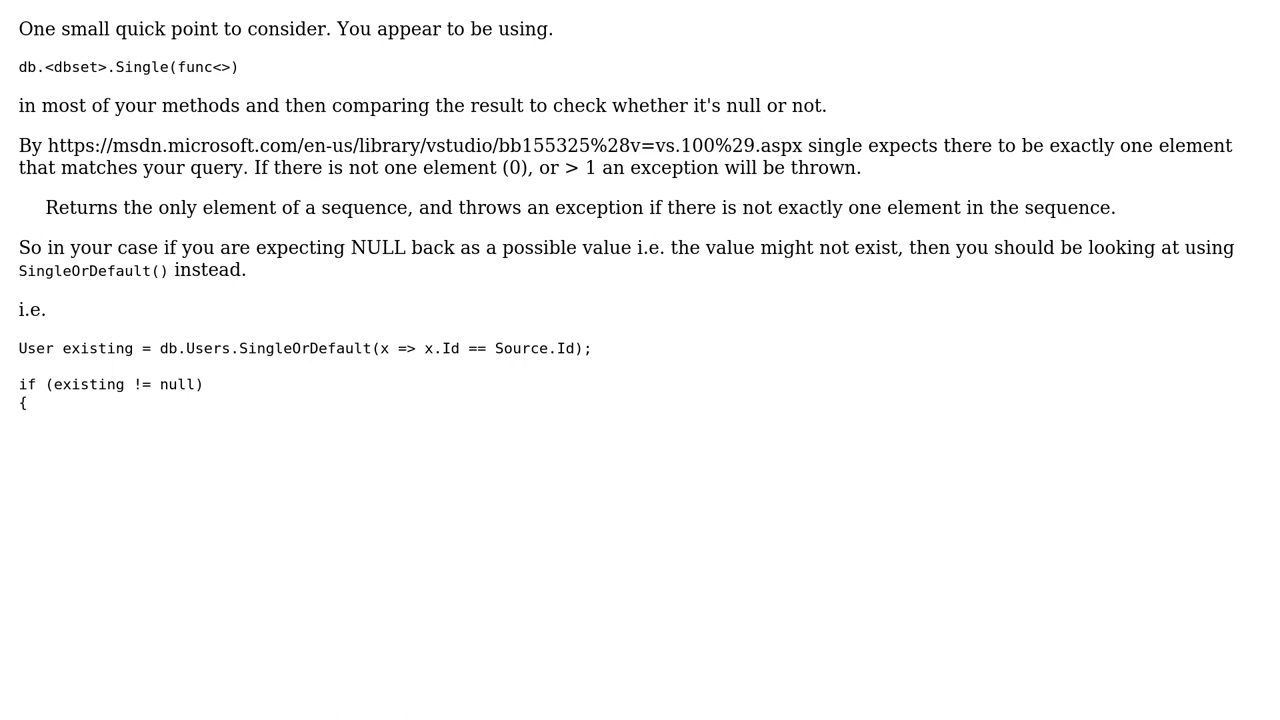 One small quick point to consider. You appear to be using.
db.<dbset>.Single(func<>)
in most of your methods and then comparing the result to check whether it's null or not.
By https://msdn.microsoft.com/en-us/library/vstudio/bb155325%28v=vs.100%29.aspx single expects there to be exactly one element
that matches your query. If there is not one element (0), or > 1 an exception will be thrown.
Returns the only element of a sequence, and throws an exception if there is not exactly one element in the sequence.
So in your case if you are expecting NULL back as a possible value i.e. the value might not exist, then you should be looking at using
SingleOrDefault() instead.
i.e.
User existing = db.Users.SingleOrDefault(x => x.Id == Source.Id);
if (existing != null)
{